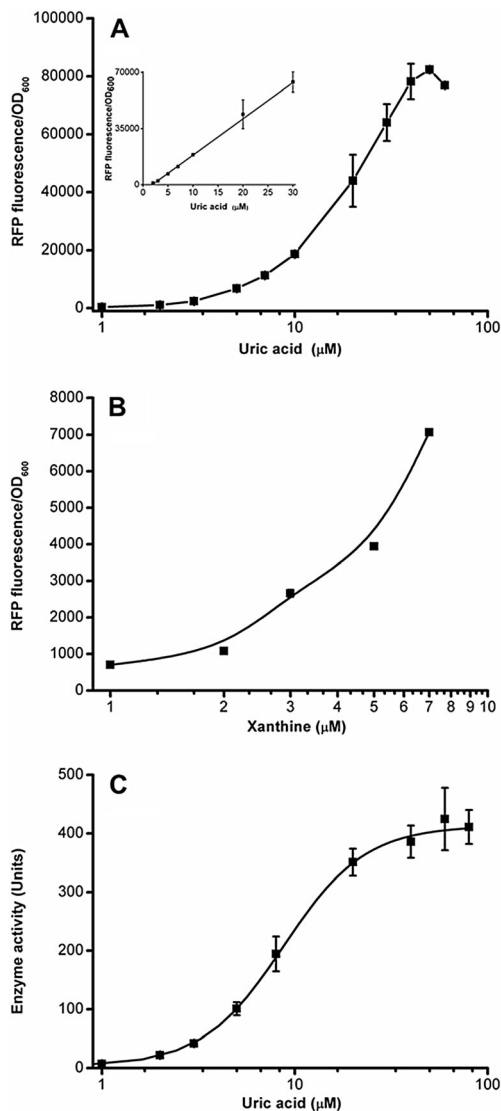 A
RFP fluorescence/OD600
100000
80000
60000
40000
20000
0
70000
35000
0
RFP fluorescence/OD600
0 5 10 15 20 25 30
Uric acid (μM)
1 10 100
Uric acid (μM)
B
RFP fluorescence/OD600
8000
7000
6000
5000
4000
3000
2000
1000
0
1 2 3 4 5 6 7 8 9 10
Xanthine (μM)
C
Enzyme activity (Units)
500
400
300
200
100
0
1 10 100
Uric acid (μM)